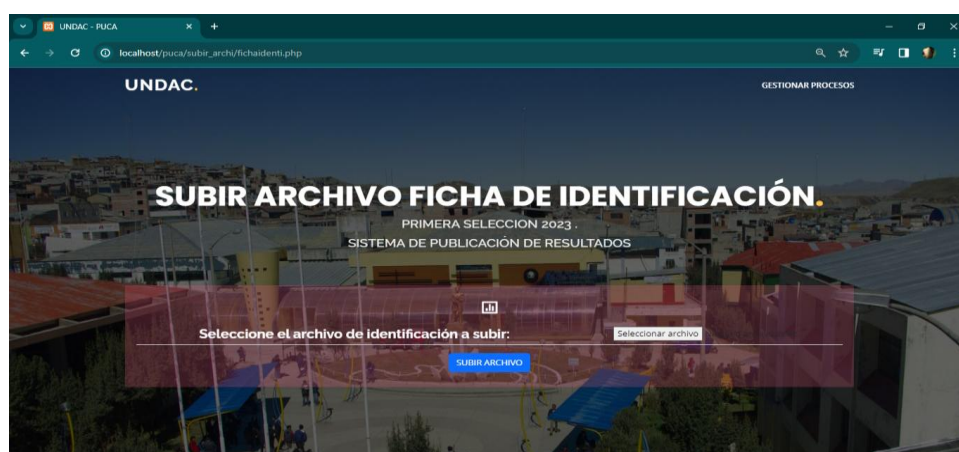 UNDAC - PUCA
localhost/puca/subir_archi/fichaidenti.php
UNDAC.
GESTIONAR PROCESOS
SUBIR ARCHIVO FICHA DE IDENTIFICACIÓN.
PRIMERA SELECCION 2023 .
SISTEMA DE PUBLICACIÓN DE RESULTADOS
Seleccione el archivo de identificación a subir:
Seleccionar archivo
SUBIR ARCHIVO